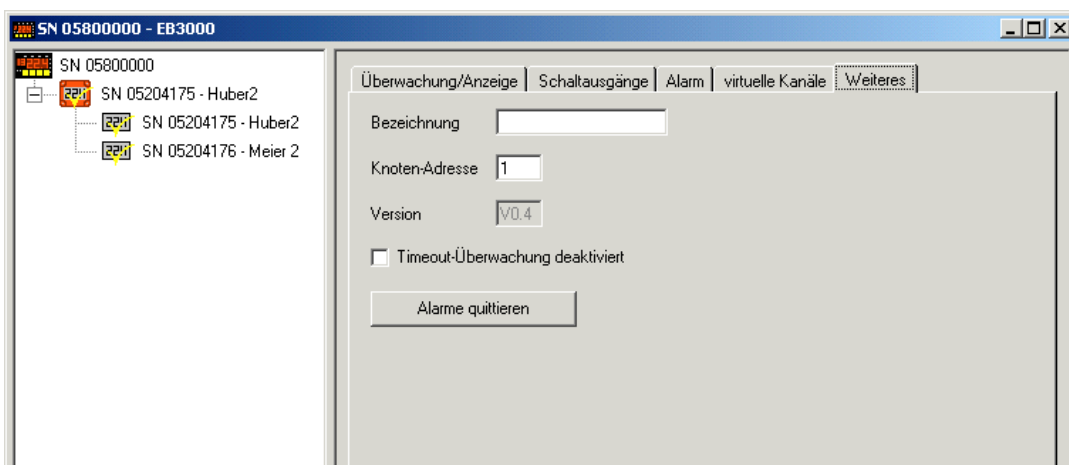 SN 05800000 - EB3000
SN 05800000
SN 05204175 - Huber2
SN 05204175 - Huber2
SN 05204176 - Meier 2
Überwachung/Anzeige
Schaltausgänge
Alarm
virtuelle Kanäle
Weiteres
Bezeichnung
Knoten-Adresse 1
Version V0.4
Timeout-Überwachung deaktiviert
Alarme quittieren